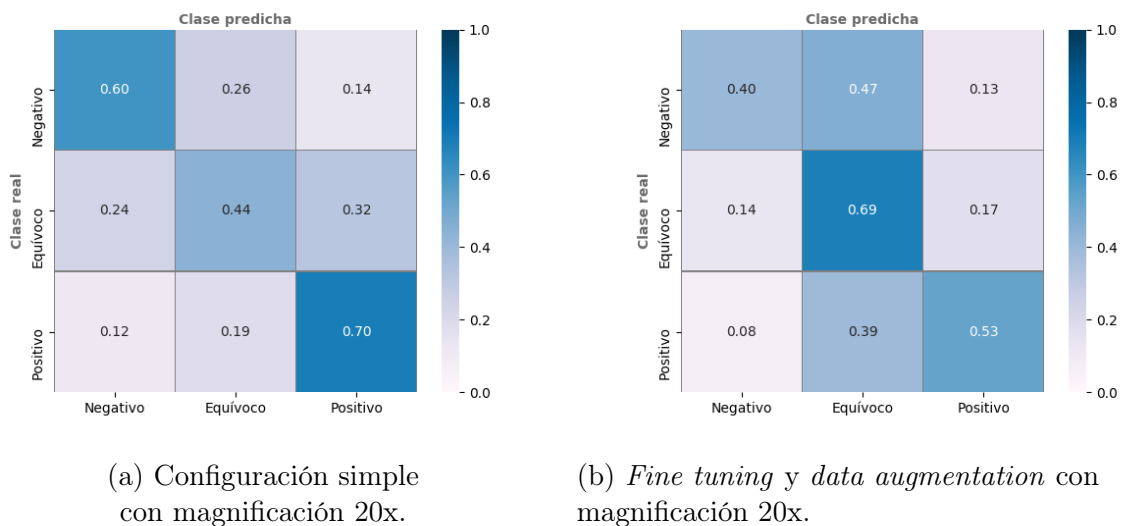 Clase predicha
Clase real
Negativo
0.60 0.26 0.14
Equívoco
0.24 0.44 0.32
Positivo
0.12 0.19 0.70
Negativo Equívoco Positivo
1.0
0.8
0.6
0.4
0.2
0.0
(a) Configuración simple
con magnificación 20x.
Clase predicha
Clase real
Negativo
0.40 0.47 0.13
Equívoco
0.14 0.69 0.17
Positivo
0.08 0.39 0.53
Negativo Equívoco Positivo
1.0
0.8
0.6
0.4
0.2
0.0
(b) Fine tuning y data augmentation con
magnificación 20x.